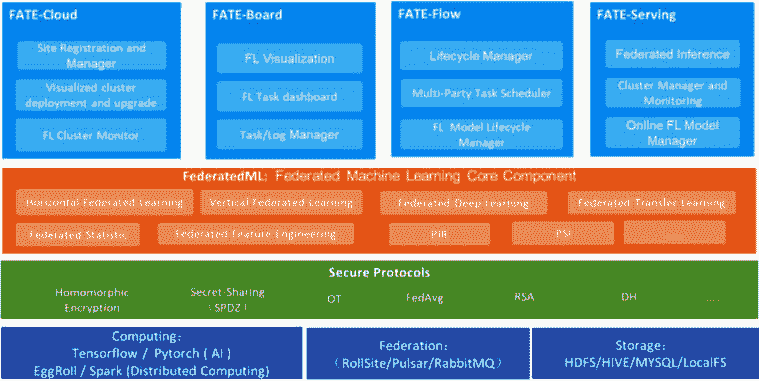 FATE-Cloud
Site Registration and
Manager
Visualized cluster
deployment and upgrade
FL Cluster Monitor
FATE-Board
FL Visualization
FL Task dashboard
Task/Log Manager
FATE-Flow
Lifecycle Manager
Multi-Party Task Scheduler
FL Model Lifecycle
Manager
FATE-Serving
Federated Inference
Cluster Manager and
Monitoring
Online FL Model
Manager
FederatedML: Federated Machine Learning Core Component
Horizontal Federated Learning
Vertical Federated Learning
Federated Deep Learning
Federated Transfer Learning
Federated Statistic
Federated Feature Engineering
PIR
PSI
Secure Protocols
Homomorphic
Encryption
Secret-Sharing
(SPDZ)
OT
FedAvg
RSA
DH
....
Computing：
Tensorflow / Pytorch ( AI )
EggRoll / Spark (Distributed Computing)
Federation：
（RollSite/Pulsar/RabbitMQ）
Storage：
HDFS/HIVE/MYSQL/LocalFS